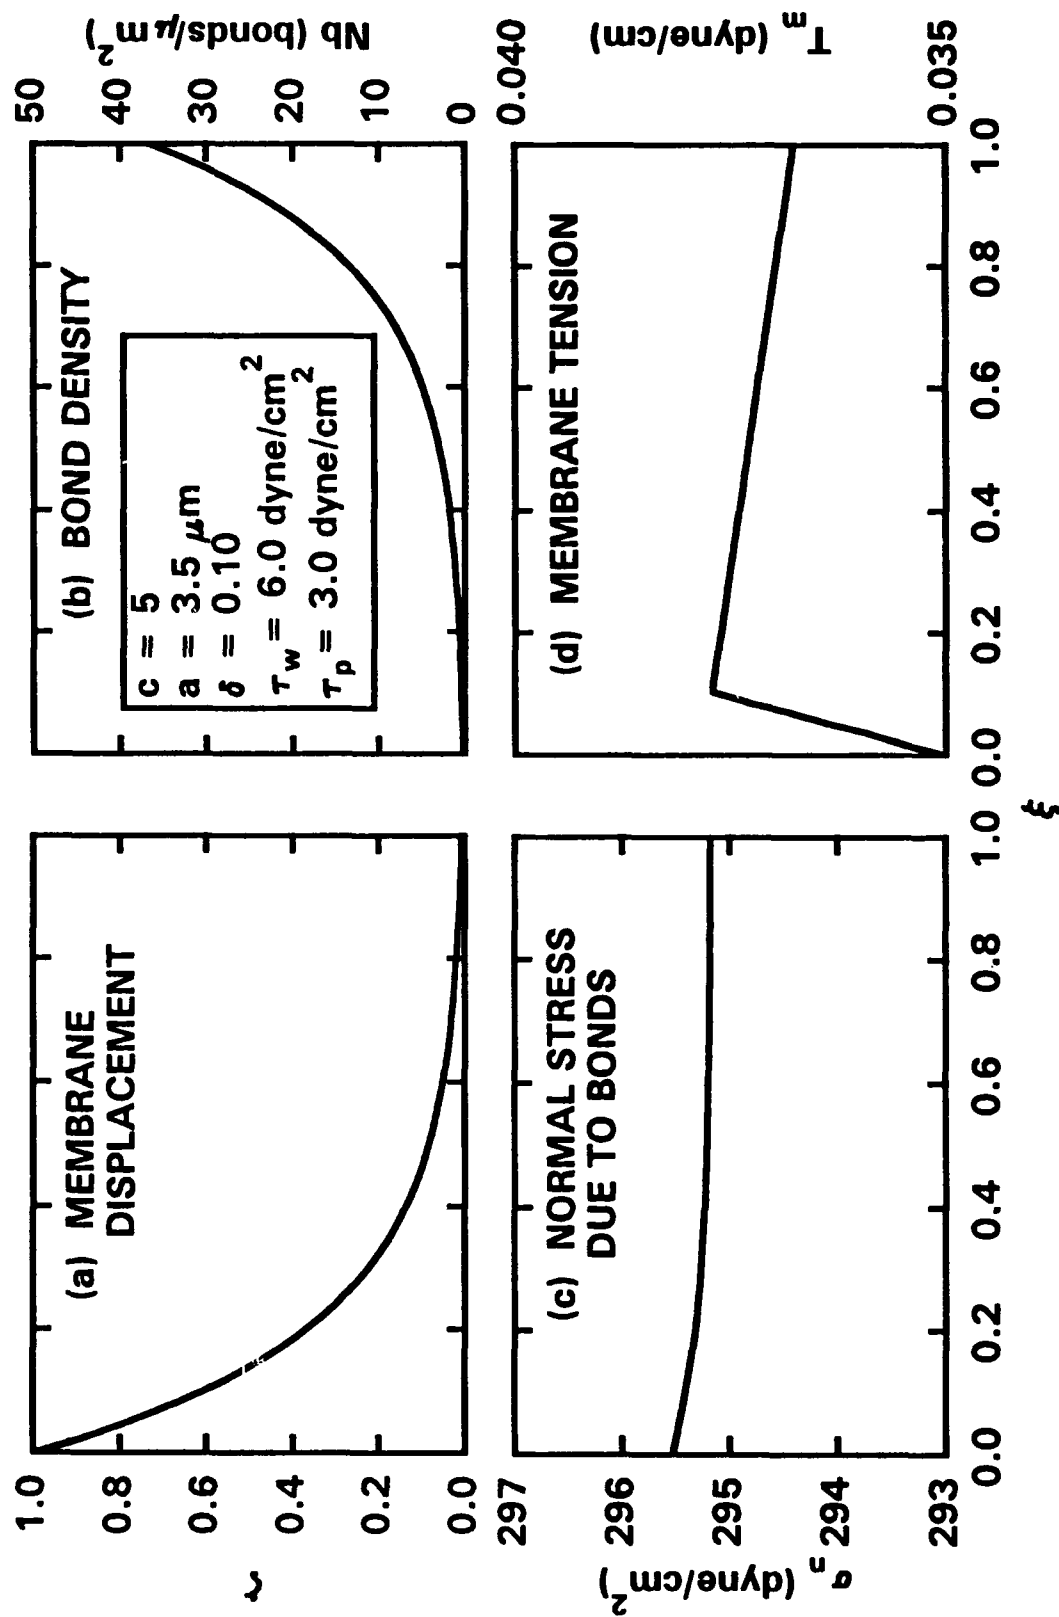 (a) MEMBRANE
DISPLACEMENT
ζ
1.0
0.8
0.6
0.4
0.2
0.0
(b) BOND DENSITY
c = 5
a = 3.5 μm
δ = 0.10
τw = 6.0 dyne/cm²
τp = 3.0 dyne/cm²
Nb (bonds/μm²)
50
40
30
20
10
0
(c) NORMAL STRESS
DUE TO BONDS
σn (dyne/cm²)
297
296
295
294
293
0.0 0.2 0.4 0.6 0.8 1.0
(d) MEMBRANE TENSION
Tm (dyne/cm)
0.040
0.035
0.0 0.2 0.4 0.6 0.8 1.0
ξ